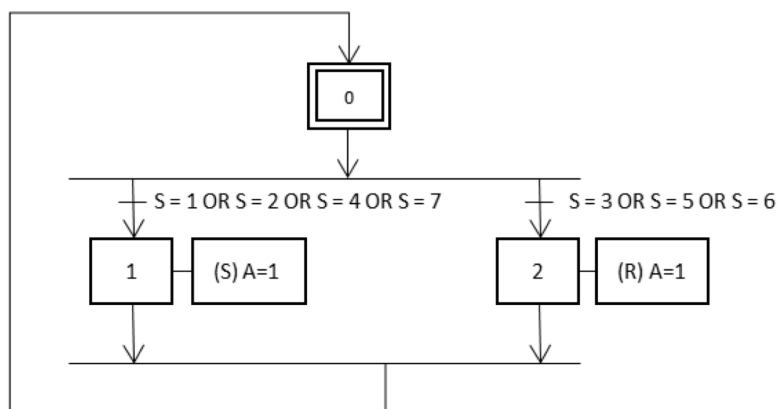 0
S = 1 OR S = 2 OR S = 4 OR S = 7
S = 3 OR S = 5 OR S = 6
1
(S) A=1
2
(R) A=1